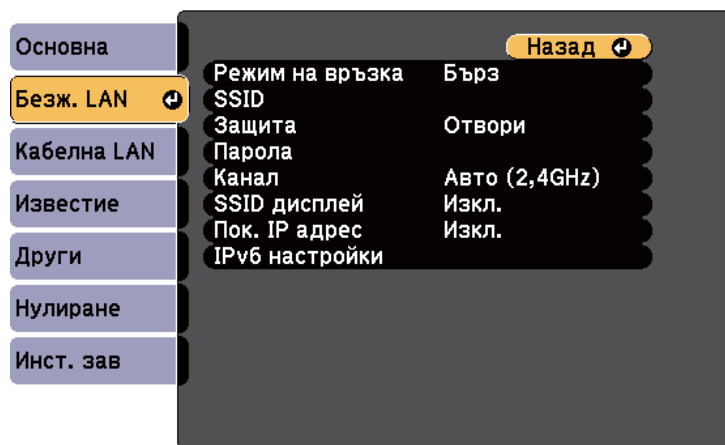 Основна
Безж. LAN
Кабелна LAN
Известие
Други
Нулиране
Инст. зав
Назад
Режим на връзка Бърз
SSID
Защита Отвори
Парола
Канал Авто (2,4GHz)
SSID дисплей Изкл.
Пок. IP адрес Изкл.
IPv6 настройки